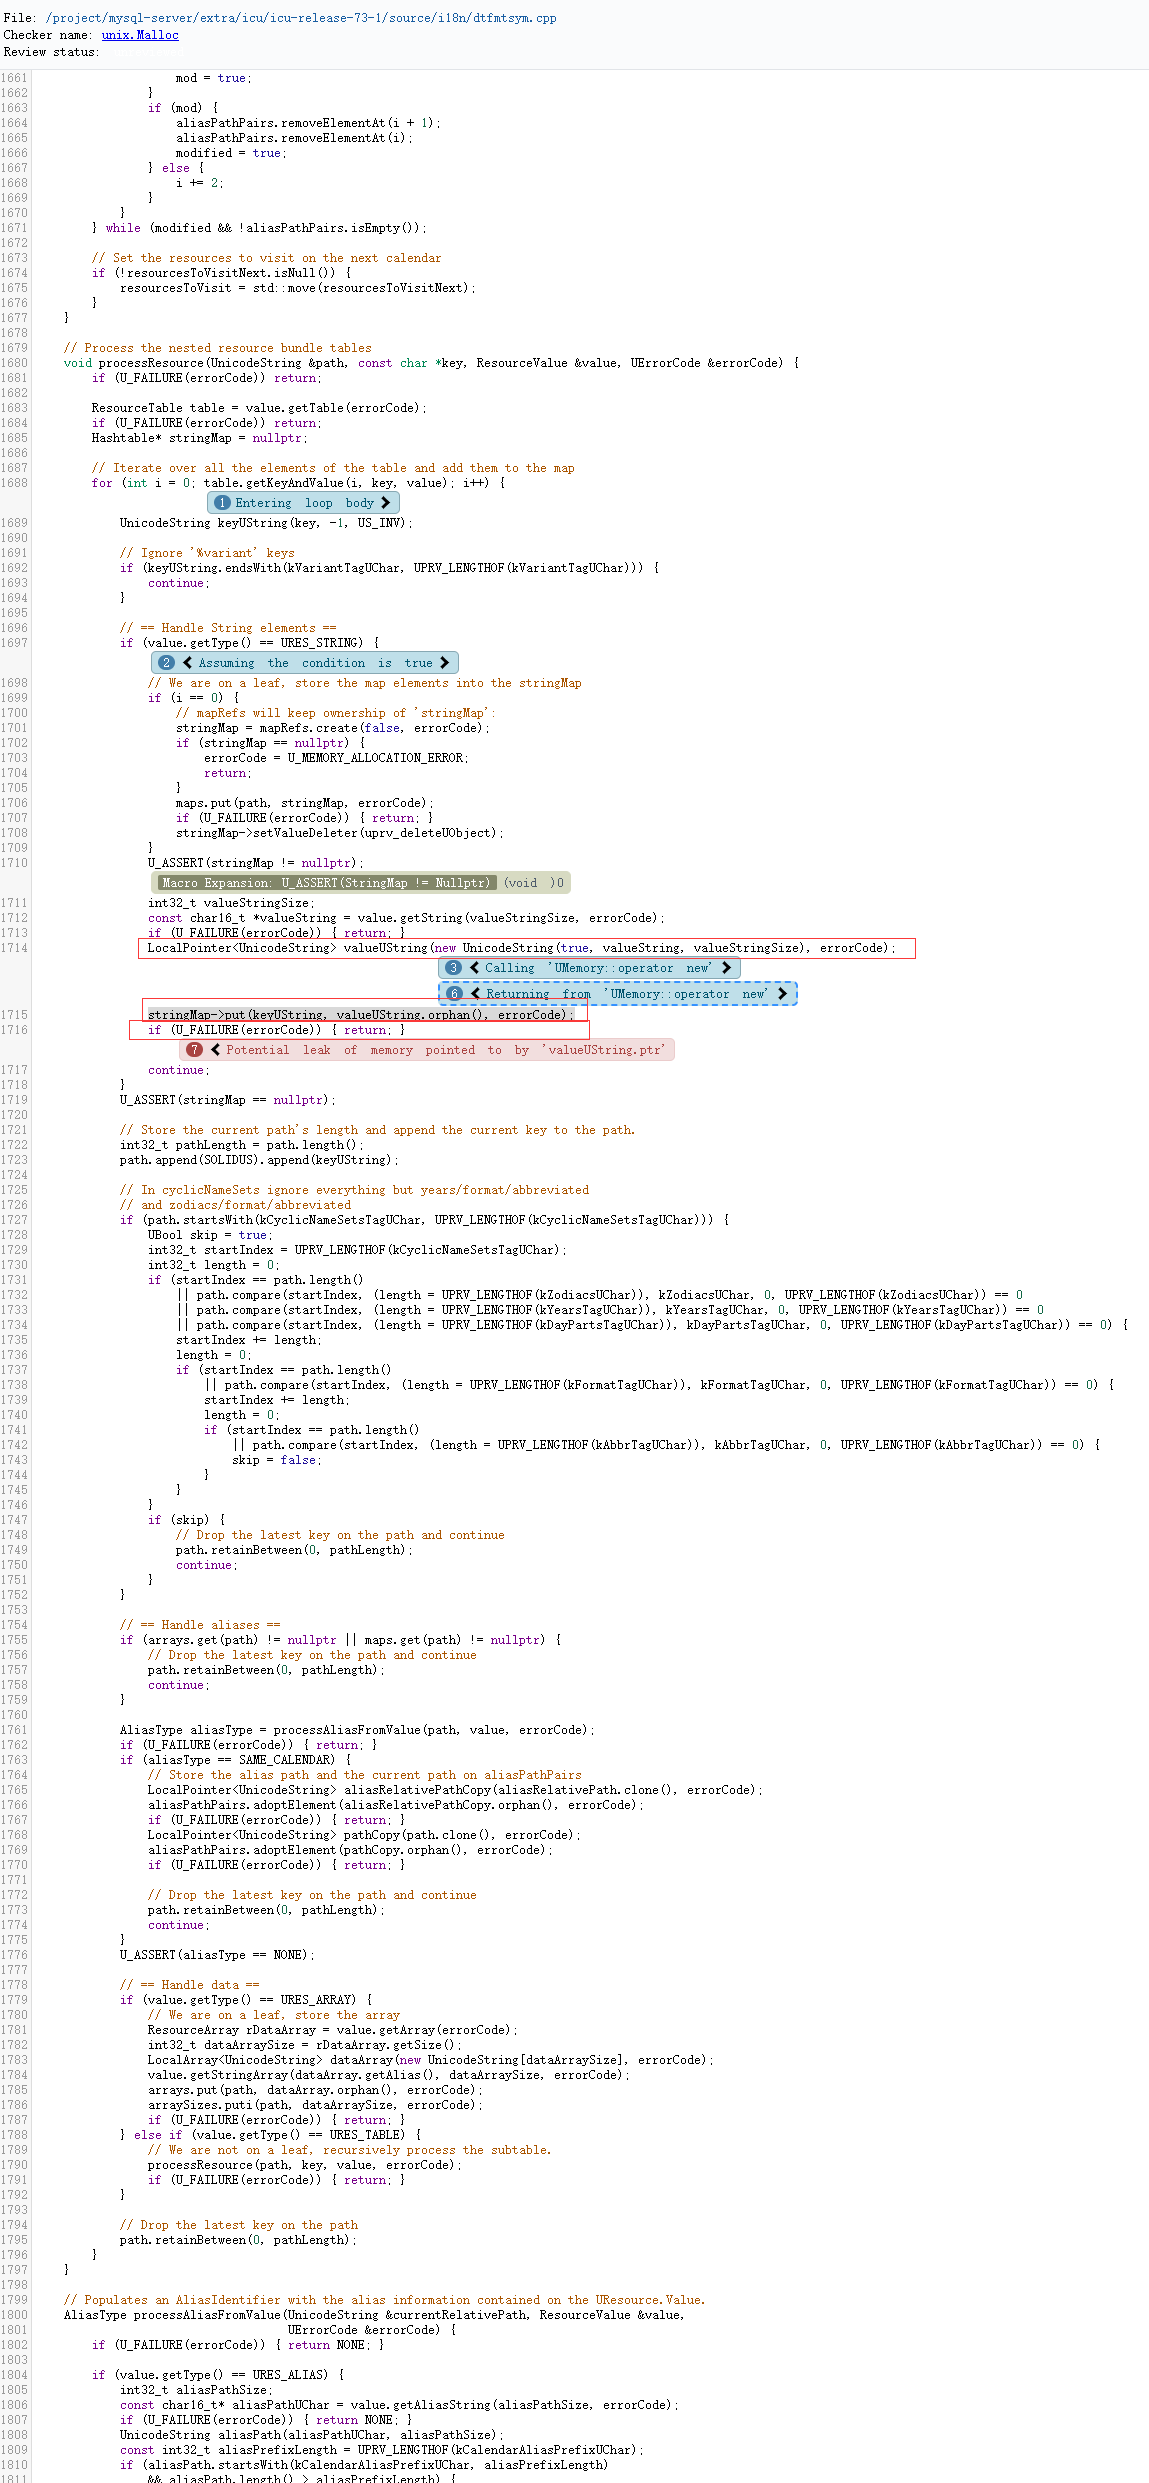 File: /project/mysql-server/extra/icu/icu-release-73-1/source/i18n/dtfmtsym.cpp
Checker name: unix.Malloc
Review status:
1661 mod = true;
1662 }
1663 if (mod) {
1664 aliasPathPairs.removeElementAt(i + 1);
1665 aliasPathPairs.removeElementAt(i);
1666 modified = true;
1667 } else {
1668 i += 2;
1669 }
1670 }
1671 } while (modified && !aliasPathPairs.isEmpty());
1672
1673 // Set the resources to visit on the next calendar
1674 if (!resourcesToVisitNext.isNull()) {
1675 resourcesToVisit = std::move(resourcesToVisitNext);
1676 }
1677 }
1678
1679 // Process the nested resource bundle tables
1680 void processResource(UnicodeString &path, const char *key, ResourceValue &value, UErrorCode &errorCode) {
1681 if (U_FAILURE(errorCode)) return;
1682
1683 ResourceTable table = value.getTable(errorCode);
1684 if (U_FAILURE(errorCode)) return;
1685 Hashtable* stringMap = nullptr;
1686
1687 // Iterate over all the elements of the table and add them to the map
1688 for (int i = 0; table.getKeyAndValue(i, key, value); i++) {
1 Entering loop body
1689 UnicodeString keyUString(key, -1, US_INV);
1690
1691 // Ignore '%variant' keys
1692 if (keyUString.endsWith(kVariantTagUChar, UPRV_LENGTHOF(kVariantTagUChar))) {
1693 continue;
1694 }
1695
1696 // == Handle String elements ==
1697 if (value.getType() == URES_STRING) {
2 Assuming the condition is true
1698 // We are on a leaf, store the map elements into the stringMap
1699 if (i == 0) {
1700 // mapRefs will keep ownership of 'stringMap':
1701 stringMap = mapRefs.create(false, errorCode);
1702 if (stringMap == nullptr) {
1703 errorCode = U_MEMORY_ALLOCATION_ERROR;
1704 return;
1705 }
1706 maps.put(path, stringMap, errorCode);
1707 if (U_FAILURE(errorCode)) { return; }
1708 stringMap->setValueDeleter(uprv_deleteUObject);
1709 }
1710 U_ASSERT(stringMap != nullptr);
Macro Expansion: U_ASSERT(StringMap != Nullptr) (void )0
1711 int32_t valueStringSize;
1712 const char16_t *valueString = value.getString(valueStringSize, errorCode);
1713 if (U_FAILURE(errorCode)) { return; }
1714 LocalPointer<UnicodeString> valueUString(new UnicodeString(true, valueString, valueStringSize), errorCode);
3 Calling 'UMemory::operator new'
6 Returning from 'UMemory::operator new'
1715 stringMap->put(keyUString, valueUString.orphan(), errorCode);
1716 if (U_FAILURE(errorCode)) { return; }
7 Potential leak of memory pointed to by 'valueUString.ptr'
1717 continue;
1718 }
1719 U_ASSERT(stringMap == nullptr);
1720
1721 // Store the current path's length and append the current key to the path.
1722 int32_t pathLength = path.length();
1723 path.append(SOLIDUS).append(keyUString);
1724
1725 // In cyclicNameSets ignore everything but years/format/abbreviated
1726 // and zodiacs/format/abbreviated
1727 if (path.startsWith(kCyclicNameSetsTagUChar, UPRV_LENGTHOF(kCyclicNameSetsTagUChar))) {
1728 UBool skip = true;
1729 int32_t startIndex = UPRV_LENGTHOF(kCyclicNameSetsTagUChar);
1730 int32_t length = 0;
1731 if (startIndex == path.length()
1732 || path.compare(startIndex, (length = UPRV_LENGTHOF(kZodiacsUChar)), kZodiacsUChar, 0, UPRV_LENGTHOF(kZodiacsUChar)) == 0
1733 || path.compare(startIndex, (length = UPRV_LENGTHOF(kYearsTagUChar)), kYearsTagUChar, 0, UPRV_LENGTHOF(kYearsTagUChar)) == 0
1734 || path.compare(startIndex, (length = UPRV_LENGTHOF(kDayPartsTagUChar)), kDayPartsTagUChar, 0, UPRV_LENGTHOF(kDayPartsTagUChar)) == 0) {
1735 startIndex += length;
1736 length = 0;
1737 if (startIndex == path.length()
1738 || path.compare(startIndex, (length = UPRV_LENGTHOF(kFormatTagUChar)), kFormatTagUChar, 0, UPRV_LENGTHOF(kFormatTagUChar)) == 0) {
1739 startIndex += length;
1740 length = 0;
1741 if (startIndex == path.length()
1742 || path.compare(startIndex, (length = UPRV_LENGTHOF(kAbbrTagUChar)), kAbbrTagUChar, 0, UPRV_LENGTHOF(kAbbrTagUChar)) == 0) {
1743 skip = false;
1744 }
1745 }
1746 }
1747 if (skip) {
1748 // Drop the latest key on the path and continue
1749 path.retainBetween(0, pathLength);
1750 continue;
1751 }
1752 }
1753
1754 // == Handle aliases ==
1755 if (arrays.get(path) != nullptr || maps.get(path) != nullptr) {
1756 // Drop the latest key on the path and continue
1757 path.retainBetween(0, pathLength);
1758 continue;
1759 }
1760
1761 AliasType aliasType = processAliasFromValue(path, value, errorCode);
1762 if (U_FAILURE(errorCode)) { return; }
1763 if (aliasType == SAME_CALENDAR) {
1764 // Store the alias path and the current path on aliasPathPairs
1765 LocalPointer<UnicodeString> aliasRelativePathCopy(aliasRelativePath.clone(), errorCode);
1766 aliasPathPairs.adoptElement(aliasRelativePathCopy.orphan(), errorCode);
1767 if (U_FAILURE(errorCode)) { return; }
1768 LocalPointer<UnicodeString> pathCopy(path.clone(), errorCode);
1769 aliasPathPairs.adoptElement(pathCopy.orphan(), errorCode);
1770 if (U_FAILURE(errorCode)) { return; }
1771
1772 // Drop the latest key on the path and continue
1773 path.retainBetween(0, pathLength);
1774 continue;
1775 }
1776 U_ASSERT(aliasType == NONE);
1777
1778 // == Handle data ==
1779 if (value.getType() == URES_ARRAY) {
1780 // We are on a leaf, store the array
1781 ResourceArray rDataArray = value.getArray(errorCode);
1782 int32_t dataArraySize = rDataArray.getSize();
1783 LocalArray<UnicodeString> dataArray(new UnicodeString[dataArraySize], errorCode);
1784 value.getStringArray(dataArray.getAlias(), dataArraySize, errorCode);
1785 arrays.put(path, dataArray.orphan(), errorCode);
1786 arraySizes.puti(path, dataArraySize, errorCode);
1787 if (U_FAILURE(errorCode)) { return; }
1788 } else if (value.getType() == URES_TABLE) {
1789 // We are not on a leaf, recursively process the subtable.
1790 processResource(path, key, value, errorCode);
1791 if (U_FAILURE(errorCode)) { return; }
1792 }
1793
1794 // Drop the latest key on the path
1795 path.retainBetween(0, pathLength);
1796 }
1797 }
1798
1799 // Populates an AliasIdentifier with the alias information contained on the UResource.Value.
1800 AliasType processAliasFromValue(UnicodeString &currentRelativePath, ResourceValue &value,
1801 UErrorCode &errorCode) {
1802 if (U_FAILURE(errorCode)) { return NONE; }
1803
1804 if (value.getType() == URES_ALIAS) {
1805 int32_t aliasPathSize;
1806 const char16_t* aliasPathUChar = value.getAliasString(aliasPathSize, errorCode);
1807 if (U_FAILURE(errorCode)) { return NONE; }
1808 UnicodeString aliasPath(aliasPathUChar, aliasPathSize);
1809 const int32_t aliasPrefixLength = UPRV_LENGTHOF(kCalendarAliasPrefixUChar);
1810 if (aliasPath.startsWith(kCalendarAliasPrefixUChar, aliasPrefixLength)
1811 && aliasPath.length() > aliasPrefixLength) {